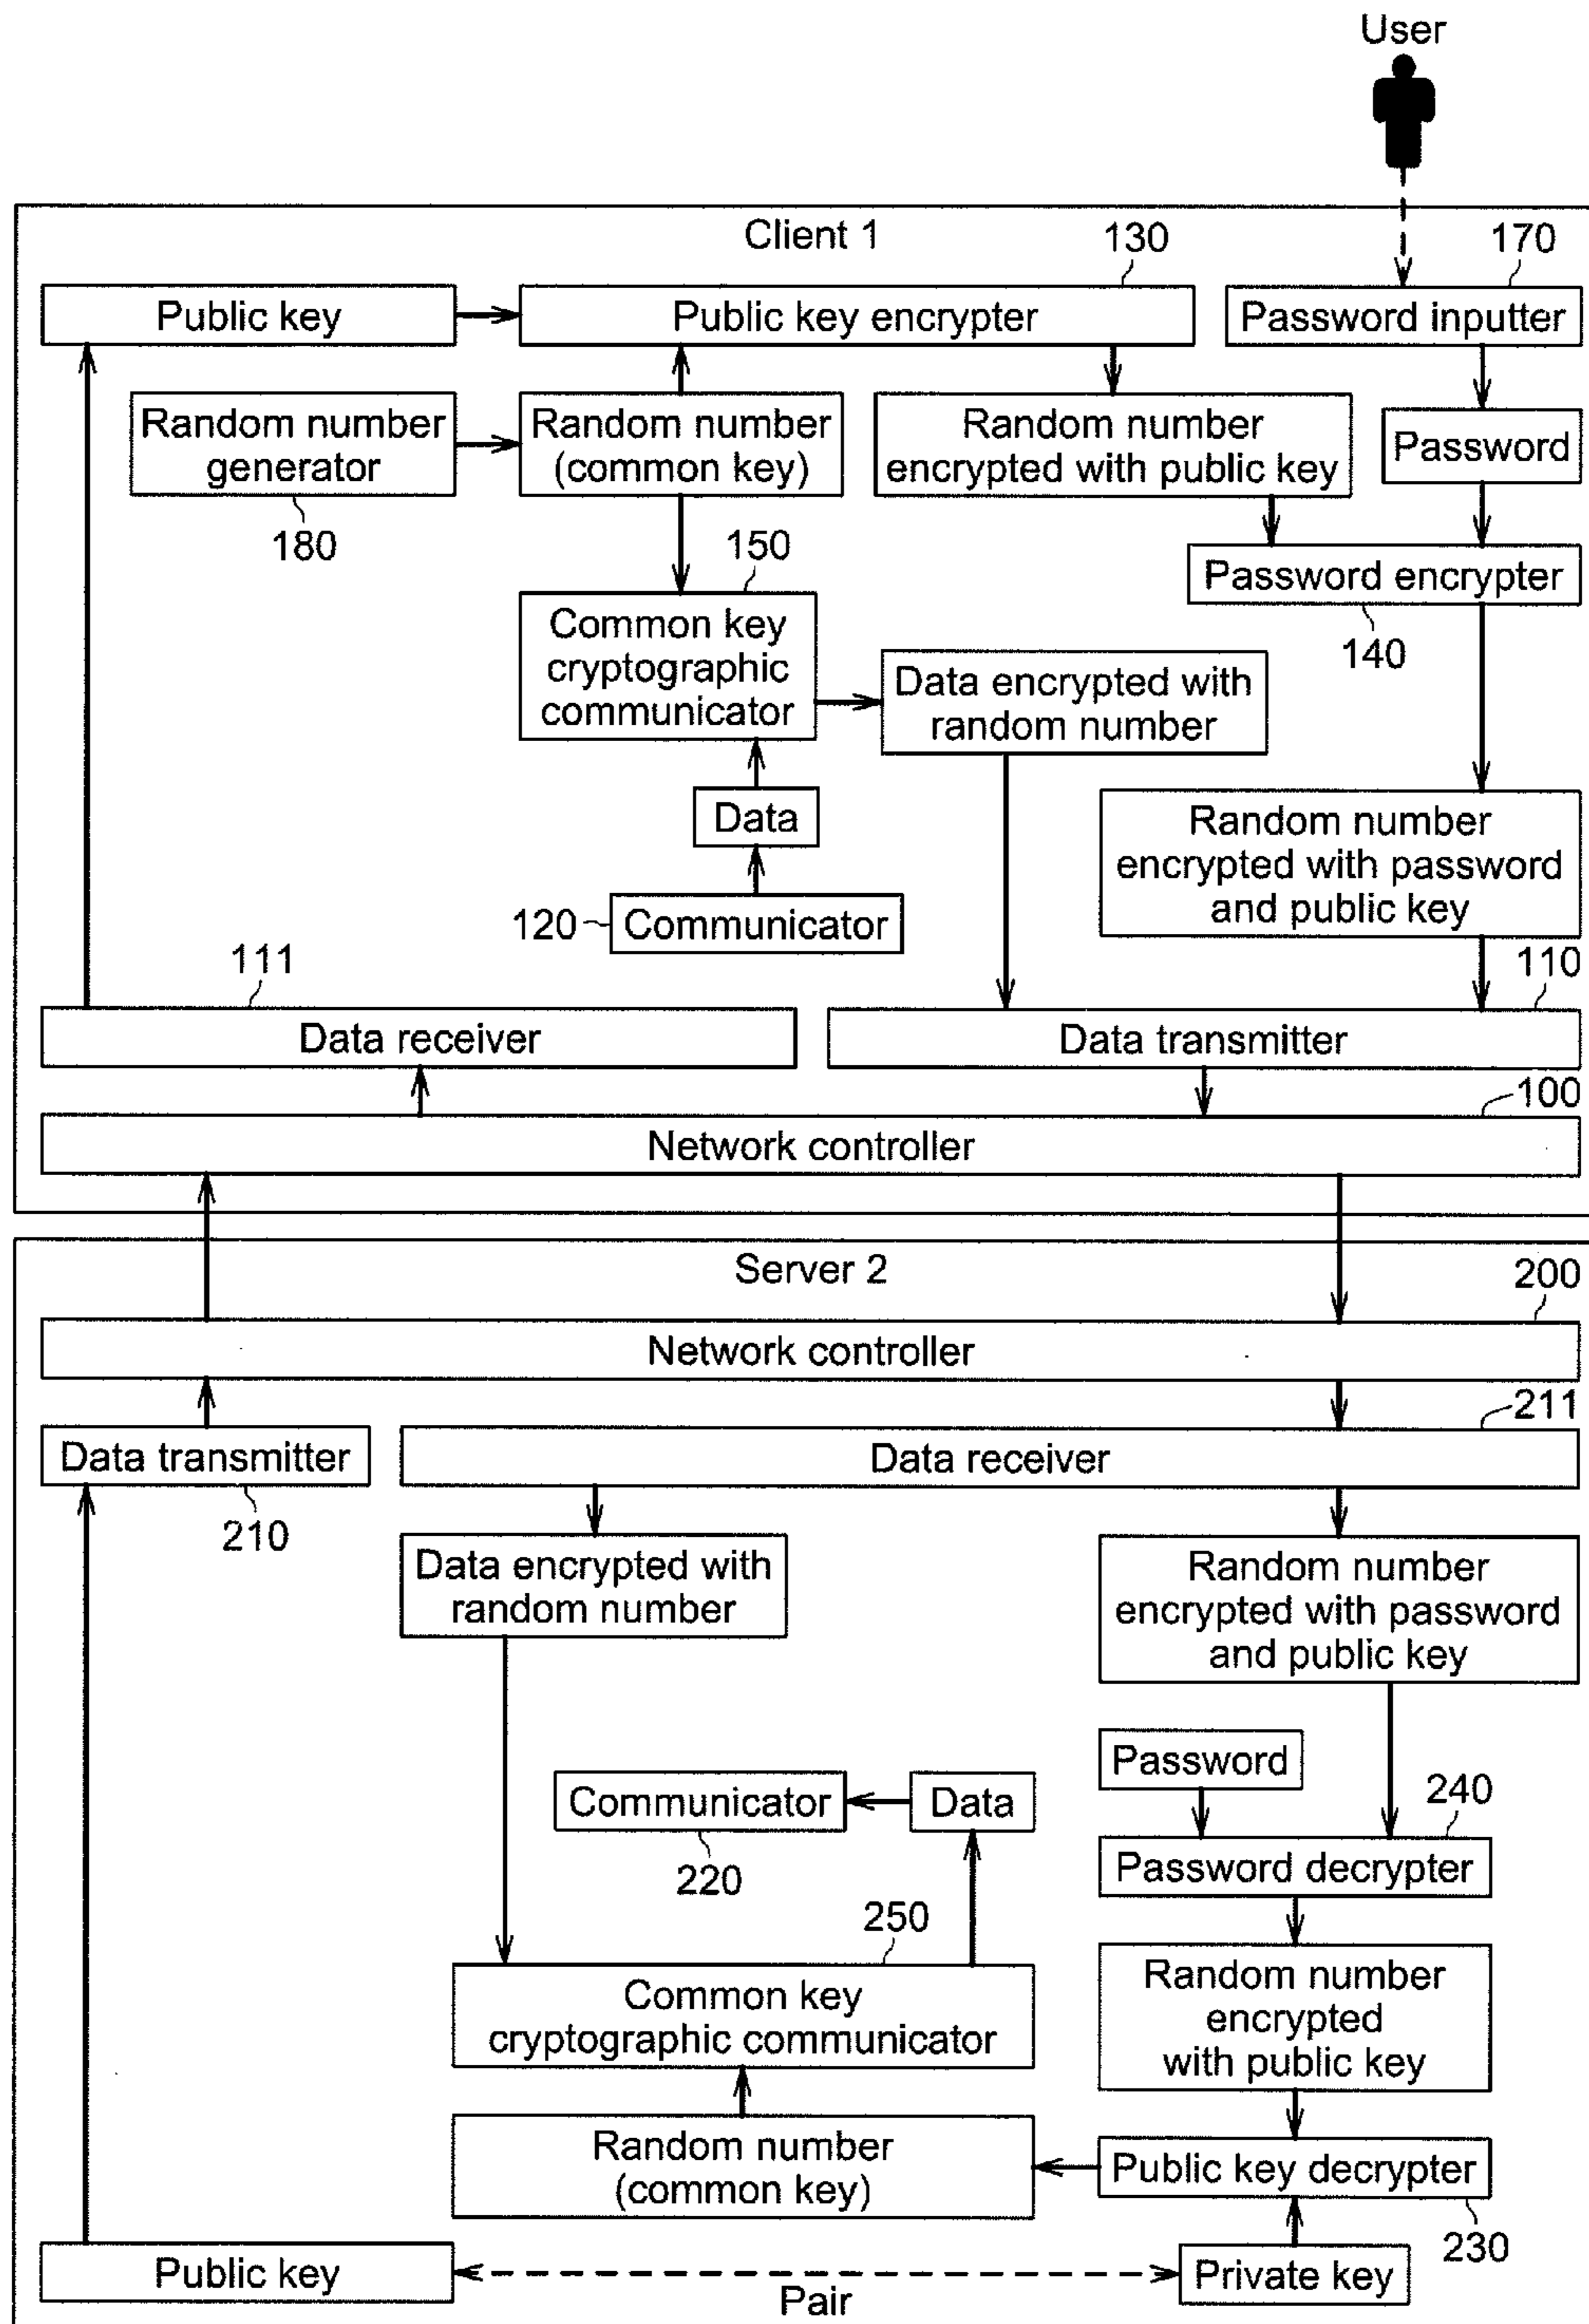 User
Client 1
130
170
Public key
Public key encrypter
Password inputter
Random number
generator
Random number
(common key)
Random number
encrypted with public key
Password
180
150
Password encrypter
140
Common key
cryptographic
communicator
Data encrypted with
random number
Data
Random number
encrypted with password
and public key
120
Communicator
111
110
Data receiver
Data transmitter
100
Network controller
Server 2
200
Network controller
211
Data transmitter
Data receiver
210
Data encrypted with
random number
Random number
encrypted with password
and public key
Password
Communicator
Data
240
220
Password decrypter
250
Common key
cryptographic communicator
Random number
encrypted
with public key
Random number
(common key)
Public key decrypter
230
Public key
Pair
Private key